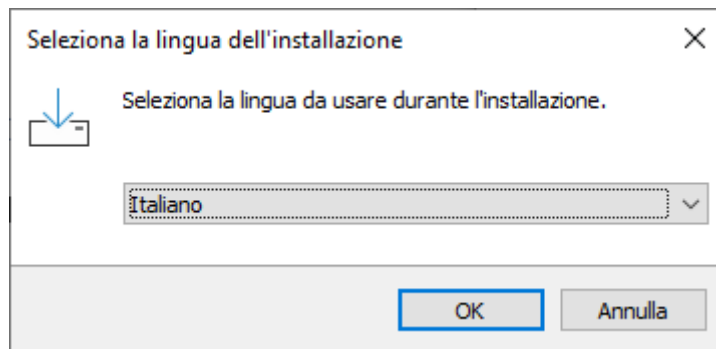 Seleziona la lingua dell'installazione
Seleziona la lingua da usare durante l'installazione.
Italiano
OK
Annulla